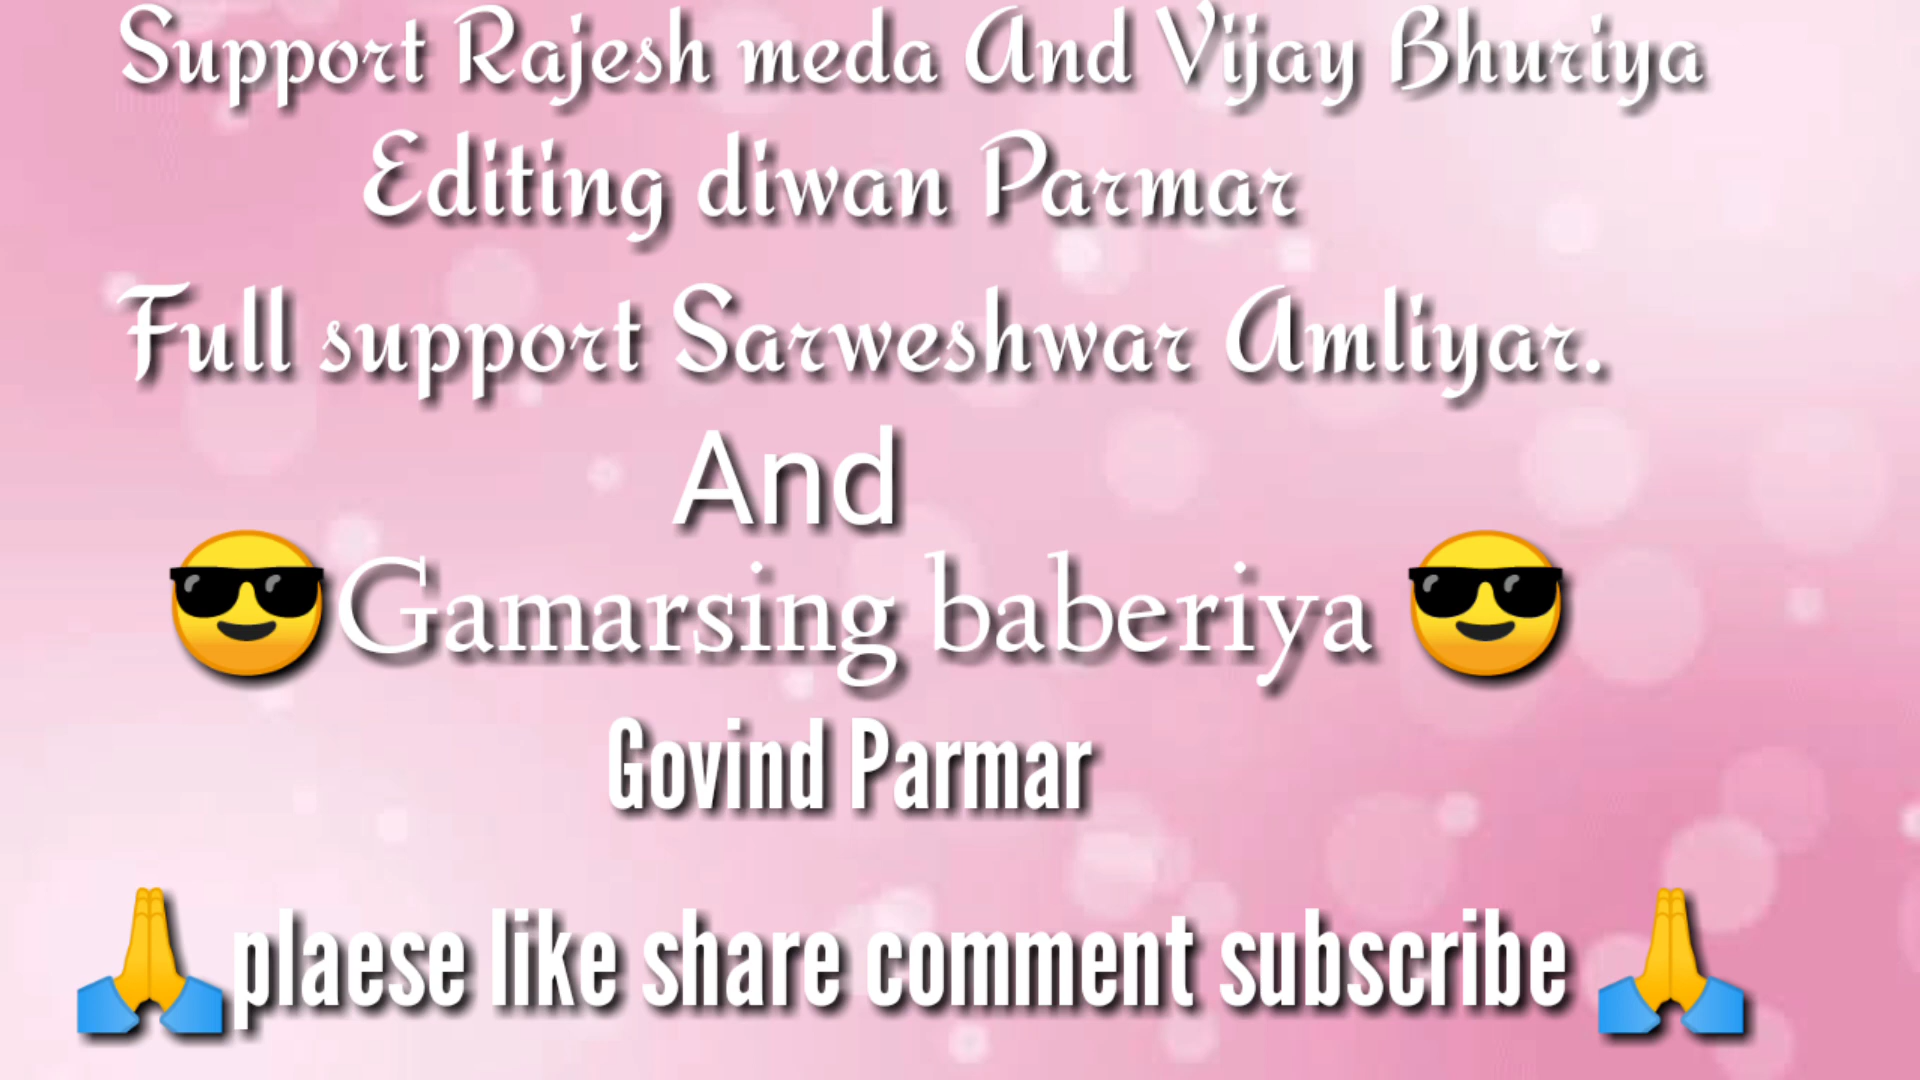 Support Rajesh meda And Vijay Bhuriya
Editing diwan Parmar
Full support Sarweshwar Amliyar.
And
😎Gamarsing baberiya 😎
Govind Parmar
🙏plaese like share comment subscribe 🙏